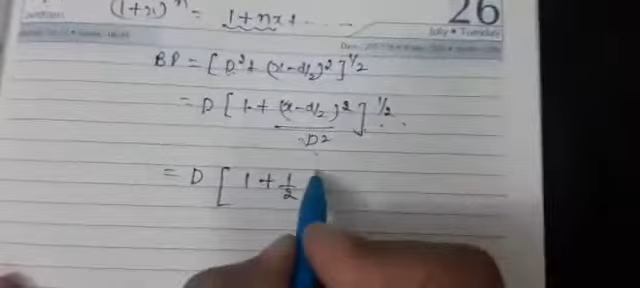 (1+x)ⁿ = 1+nx+ .....
26
July • Tuesday
BP = [D² + (x-d/2)²]^1/2
= D [1 + (x-d/2)²/D²]^1/2
= D [1 + 1/2